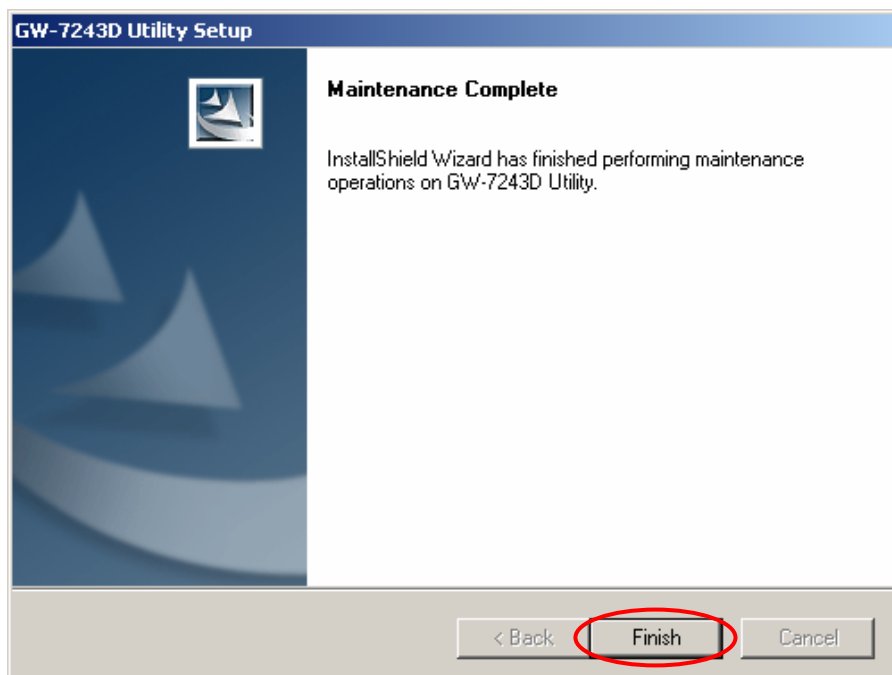 GW-7243D Utility Setup
Maintenance Complete
InstallShield Wizard has finished performing maintenance
operations on GW-7243D Utility.
< Back Finish Cancel